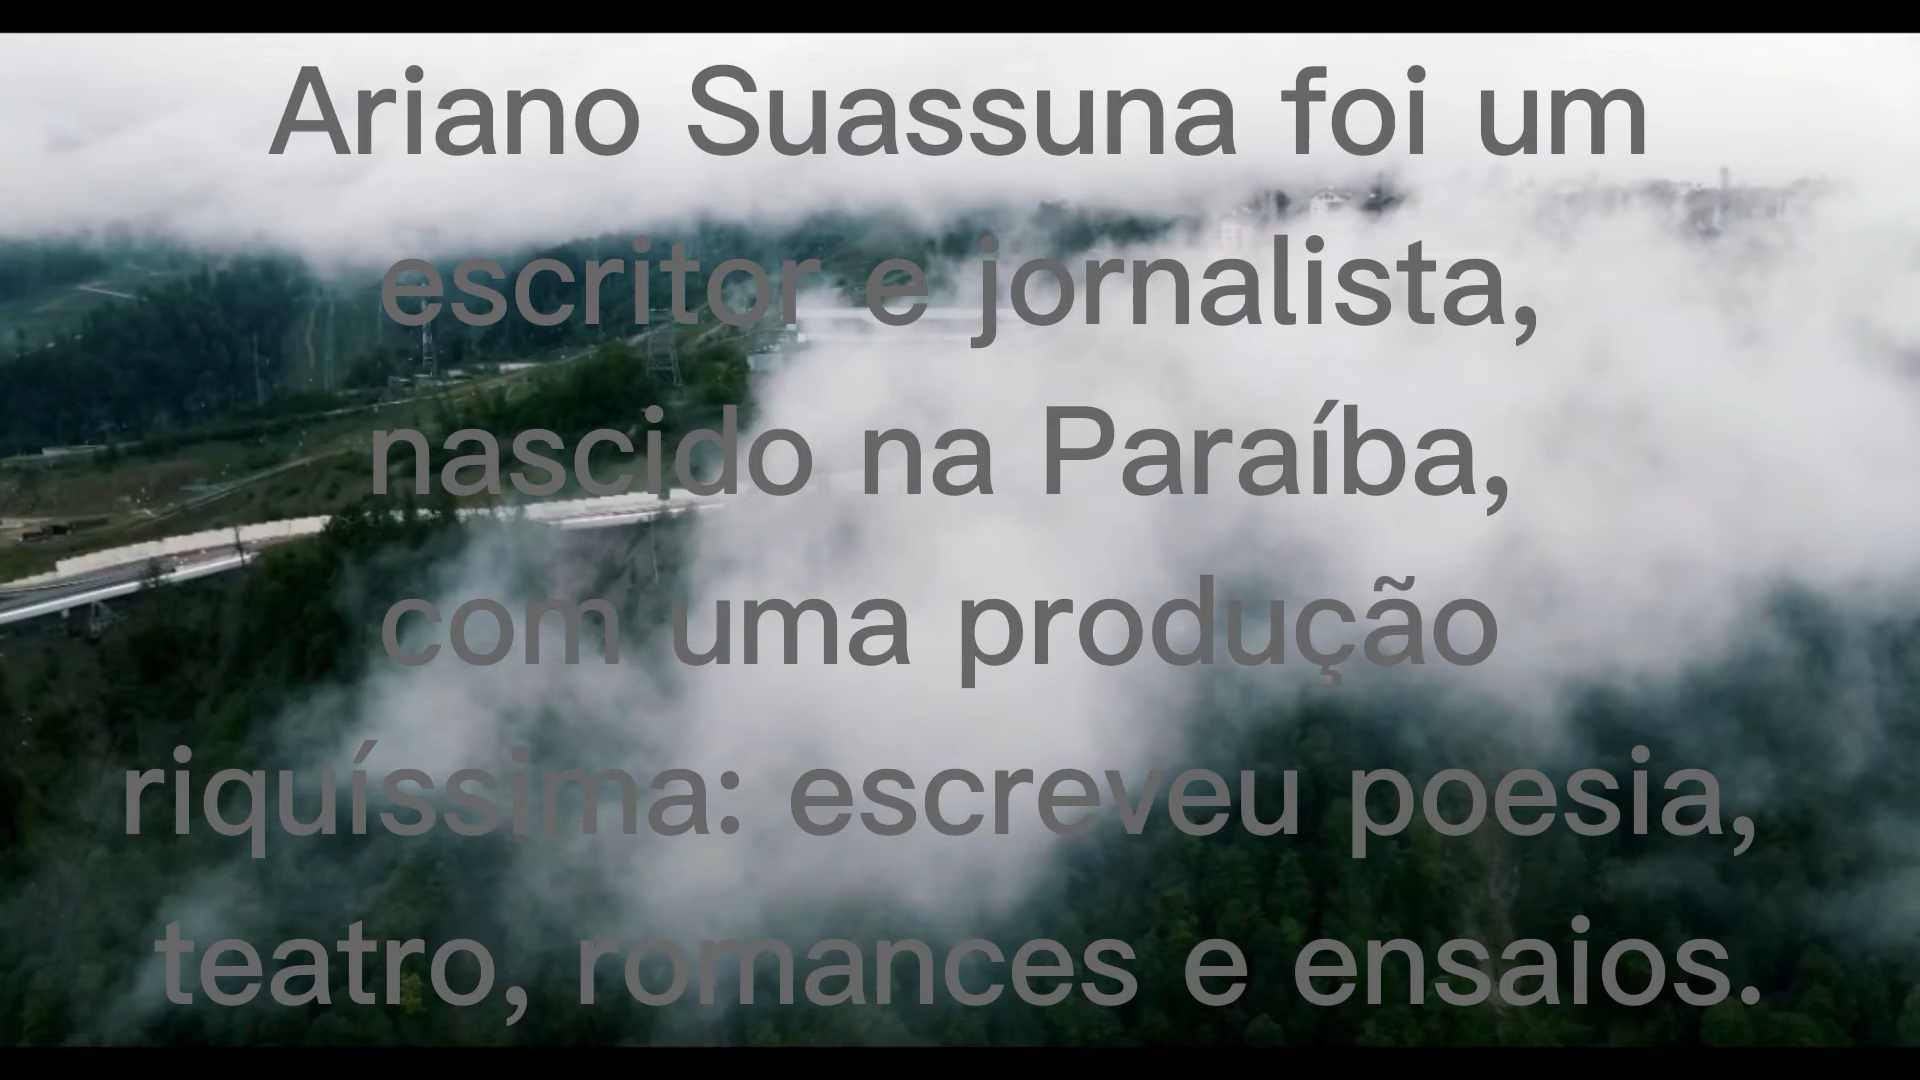 Ariano Suassuna foi um
escritor e jornalista,
nascido na Paraíba,
com uma produção
riquíssima: escreveu poesia,
teatro, romances e ensaios.